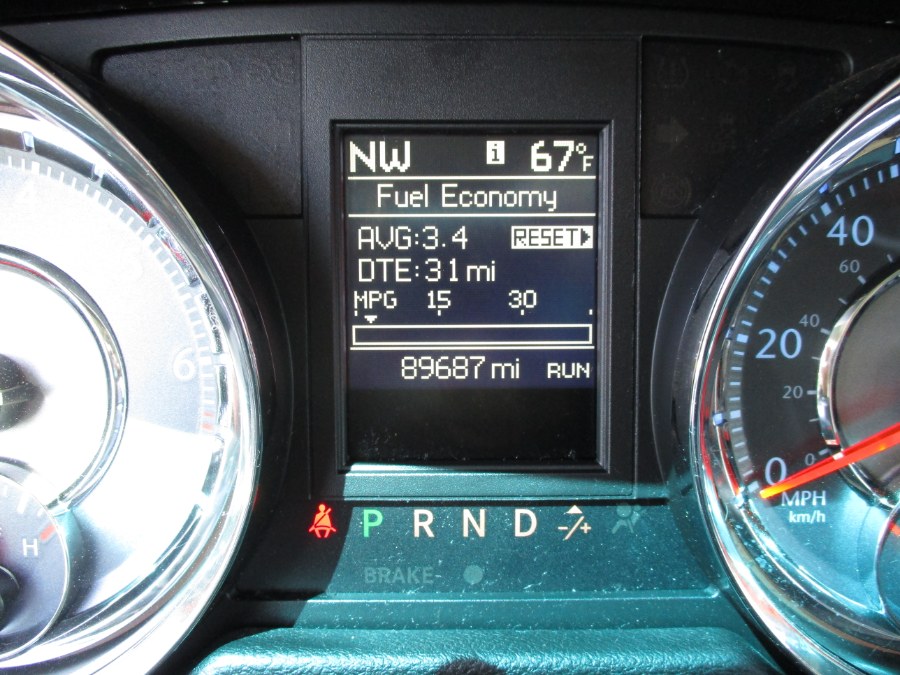 NW i 67°F
Fuel Economy
AVG:3.4 RESET
DTE:31 mi
MPG 15 30
89687 mi RUN
P R N D -/+
BRAKE
6
H
40
60
40
20
20
0
0
MPH
km/h